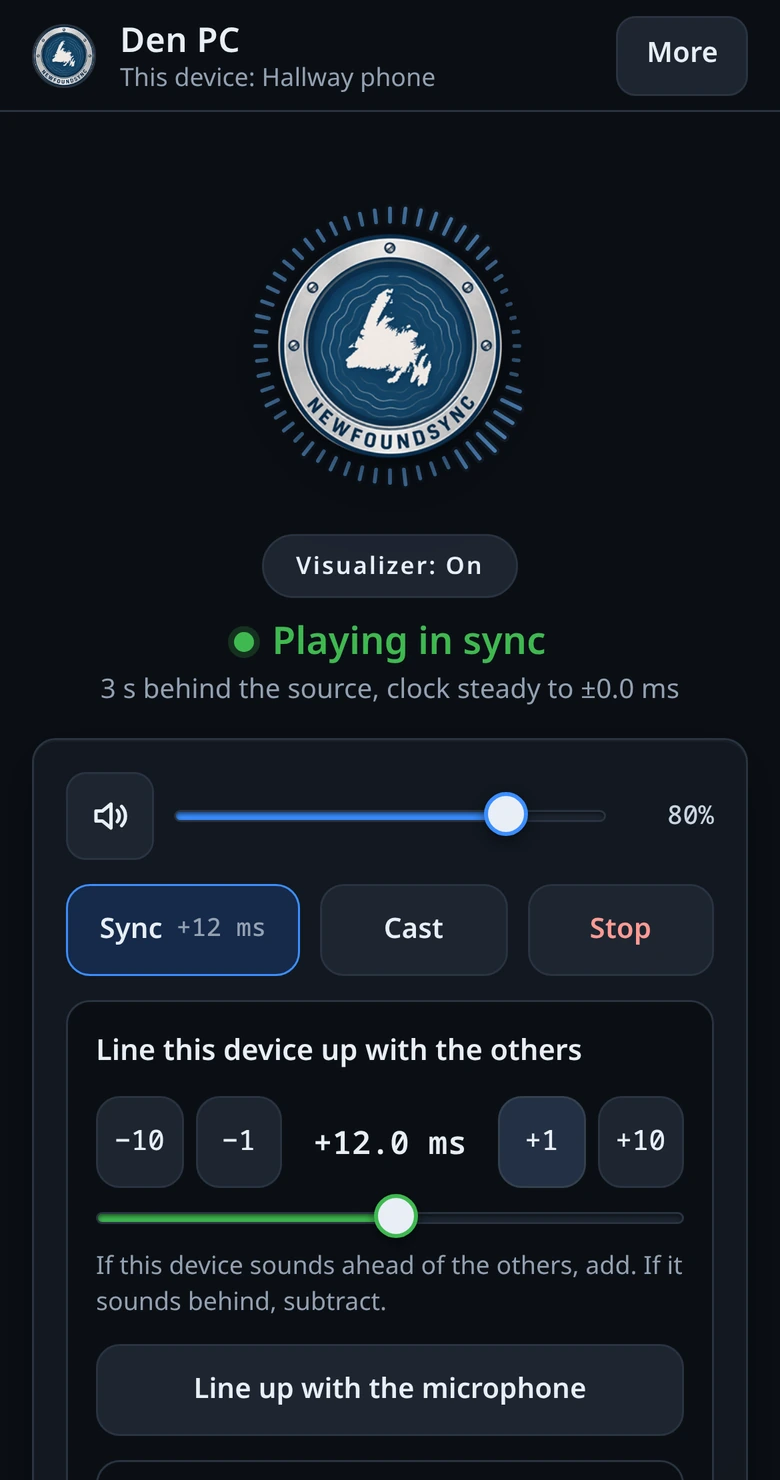 Den PC
This device: Hallway phone
More
NEWFOUNDSYNC
NEWFOUNDSYNC
Visualizer: On
Playing in sync
3 s behind the source, clock steady to ±0.0 ms
80%
Sync +12 ms
Cast
Stop
Line this device up with the others
−10
−1
+12.0 ms
+1
+10
If this device sounds ahead of the others, add. If it
sounds behind, subtract.
Line up with the microphone